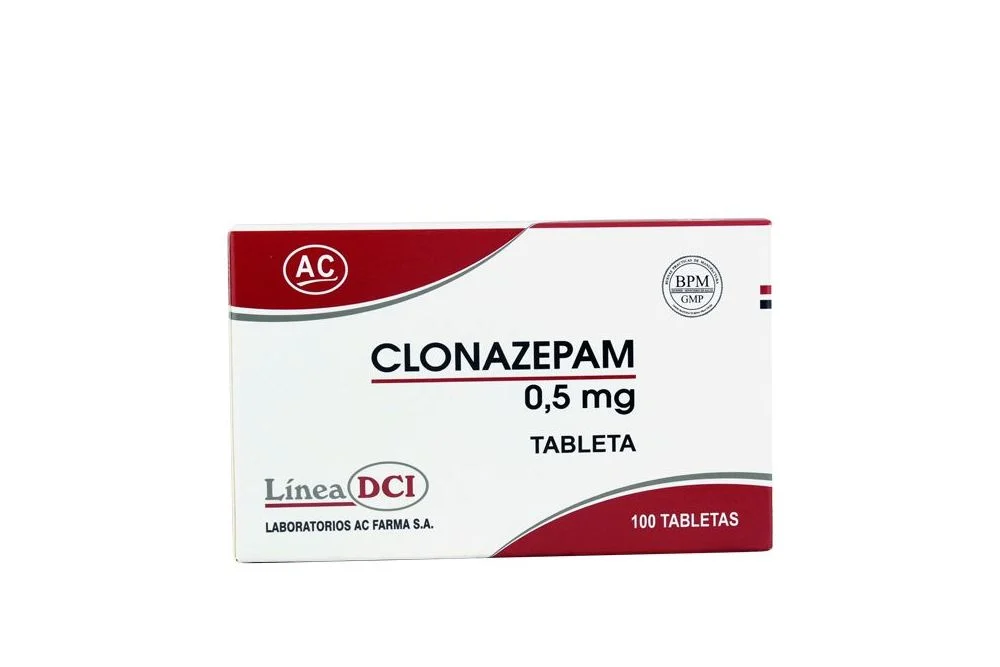 AC
BPM
GMP
CLONAZEPAM
0,5 mg
TABLETA
Línea DCI
LABORATORIOS AC FARMA S.A.
100 TABLETAS